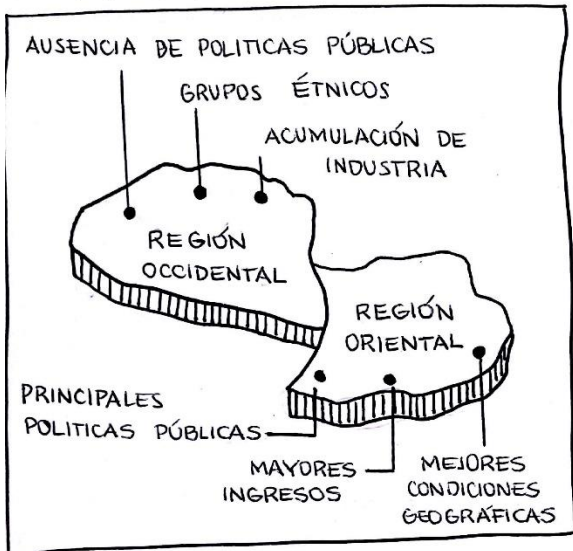 AUSENCIA DE POLITICAS PÚBLICAS
GRUPOS ÉTNICOS
ACUMULACIÓN DE
INDUSTRIA
REGIÓN
OCCIDENTAL
REGIÓN
ORIENTAL
PRINCIPALES
POLITICAS PÚBLICAS
MAYORES
INGRESOS
MEJORES
CONDICIONES
GEOGRÁFICAS